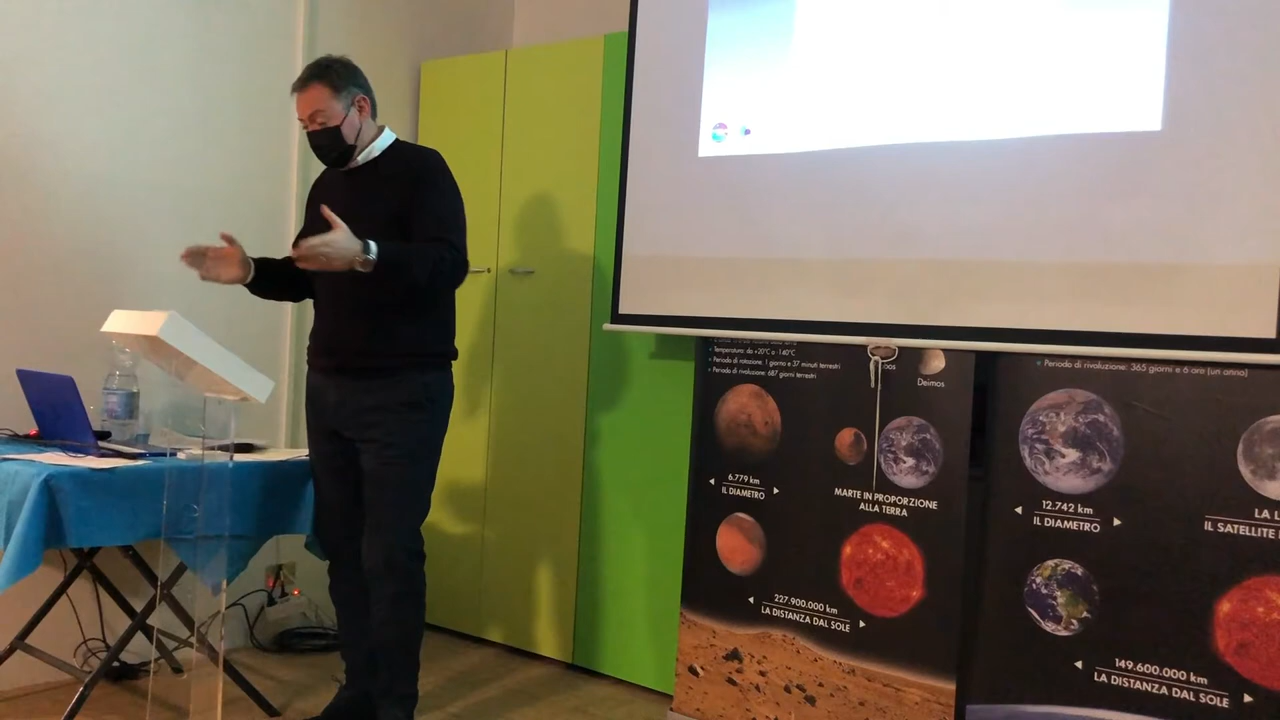 Temperatura: da +20°C a -140°C
Periodo di rotazione: 1 giorno e 37 minuti terrestri
Periodo di rivoluzione: 687 giorni terrestri
Deimos
6.779 km
IL DIAMETRO
MARTE IN PROPORZIONE
ALLA TERRA
227.900.000 km
LA DISTANZA DAL SOLE
Periodo di rivoluzione: 365 giorni e 6 ore (un anno)
12.742 km
IL DIAMETRO
LA L
IL SATELLITE
149.600.000 km
LA DISTANZA DAL SOLE